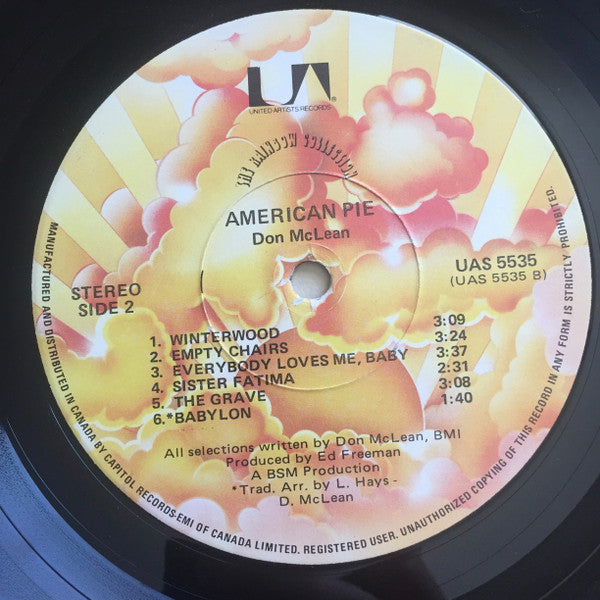 UA
UNITED ARTISTS RECORDS®
THE RAINBOW COLLECTION
AMERICAN PIE
Don McLean
STEREO
SIDE 2
UAS 5535
(UAS 5535 B)
1. WINTERWOOD 3:09
2. EMPTY CHAIRS 3:24
3. EVERYBODY LOVES ME, BABY 3:37
4. SISTER FATIMA 2:31
5. THE GRAVE 3:08
6.*BABYLON 1:40
All selections written by Don McLean, BMI
Produced by Ed Freeman
A BSM Production
*Trad. Arr. by L. Hays -
D. McLean
MANUFACTURED AND DISTRIBUTED IN CANADA BY CAPITOL RECORDS-EMI OF CANADA LIMITED. REGISTERED USER. UNAUTHORIZED COPYING OF THIS RECORD IN ANY FORM IS STRICTLY PROHIBITED.